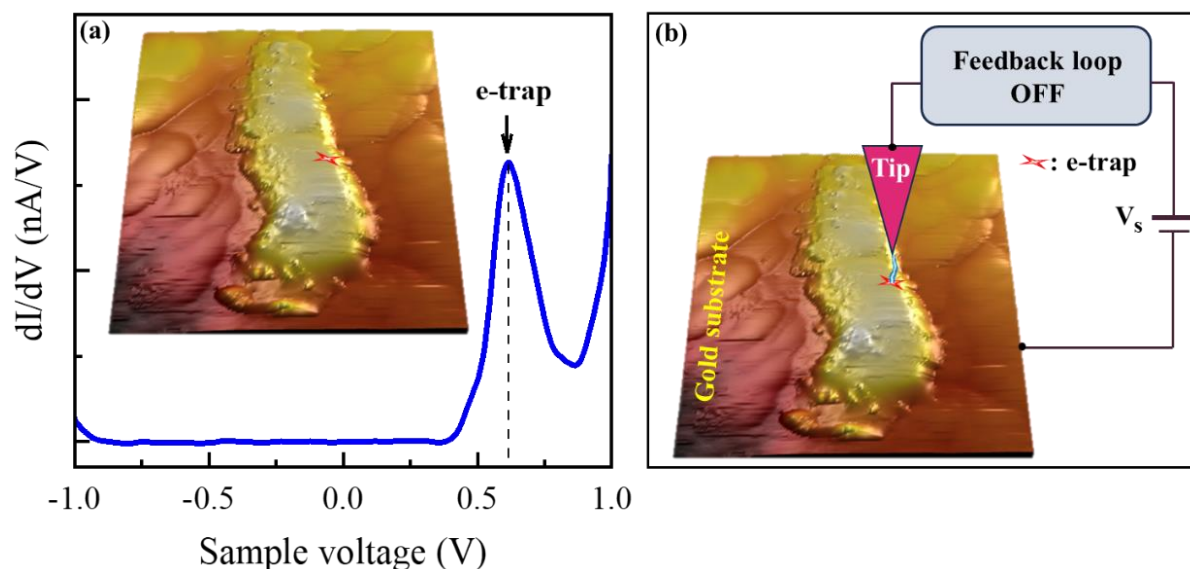 (a)
e-trap
dI/dV (nA/V)
-1.0 -0.5 0.0 0.5 1.0
Sample voltage (V)
(b)
Feedback loop
OFF
Tip
: e-trap
Vs
Gold substrate